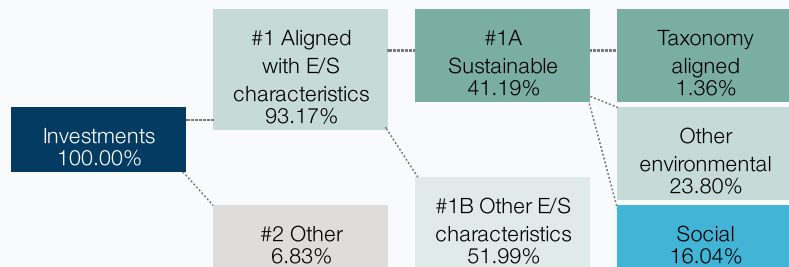 Investments
100.00%
#1 Aligned
with E/S
characteristics
93.17%
#2 Other
6.83%
#1A
Sustainable
41.19%
#1B Other E/S
characteristics
51.99%
Taxonomy
aligned
1.36%
Other
environmental
23.80%
Social
16.04%